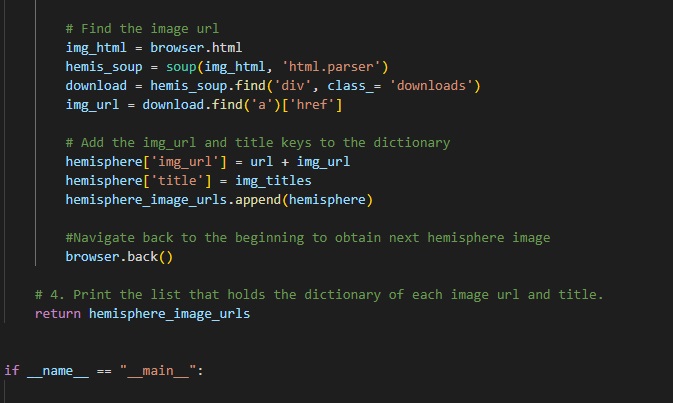 # Find the image url
img_html = browser.html
hemis_soup = soup(img_html, 'html.parser')
download = hemis_soup.find('div', class_= 'downloads')
img_url = download.find('a')['href']
# Add the img_url and title keys to the dictionary
hemisphere['img_url'] = url + img_url
hemisphere['title'] = img_titles
hemisphere_image_urls.append(hemisphere)
#Navigate back to the beginning to obtain next hemisphere image
browser.back()
# 4. Print the list that holds the dictionary of each image url and title.
return hemisphere_image_urls
if __name__ == "__main__":